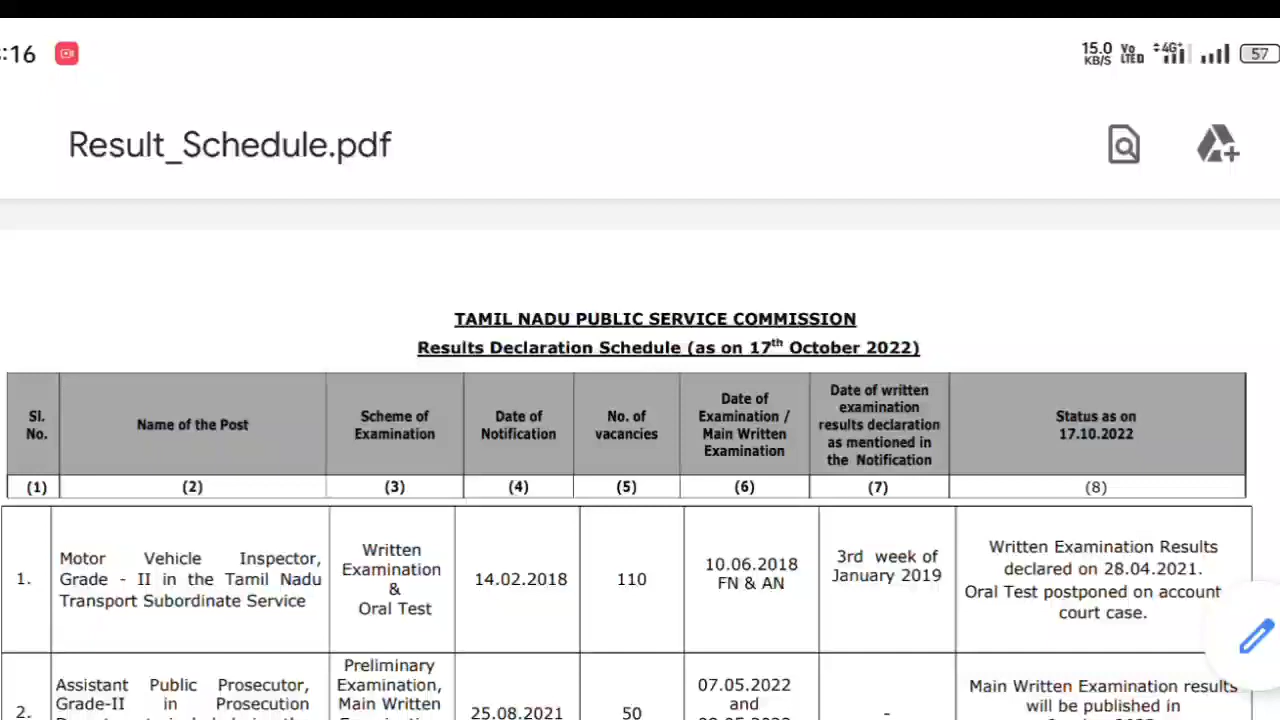 :16
15.0 KB/S Vo LTED 4G+ 57
Result_Schedule.pdf
TAMIL NADU PUBLIC SERVICE COMMISSION
Results Declaration Schedule (as on 17th October 2022)
Sl. No.
Name of the Post
Scheme of Examination
Date of Notification
No. of vacancies
Date of Examination / Main Written Examination
Date of written examination results declaration as mentioned in the Notification
Status as on 17.10.2022
(1) (2) (3) (4) (5) (6) (7) (8)
1.
Motor Vehicle Inspector,
Grade - II in the Tamil Nadu
Transport Subordinate Service
Written
Examination
&
Oral Test
14.02.2018
110
10.06.2018
FN & AN
3rd week of
January 2019
Written Examination Results
declared on 28.04.2021.
Oral Test postponed on account
court case.
2.
Assistant Public Prosecutor,
Grade-II in Prosecution
Preliminary
Examination,
Main Written
25.08.2021
50
07.05.2022
and
-
Main Written Examination results
will be published in